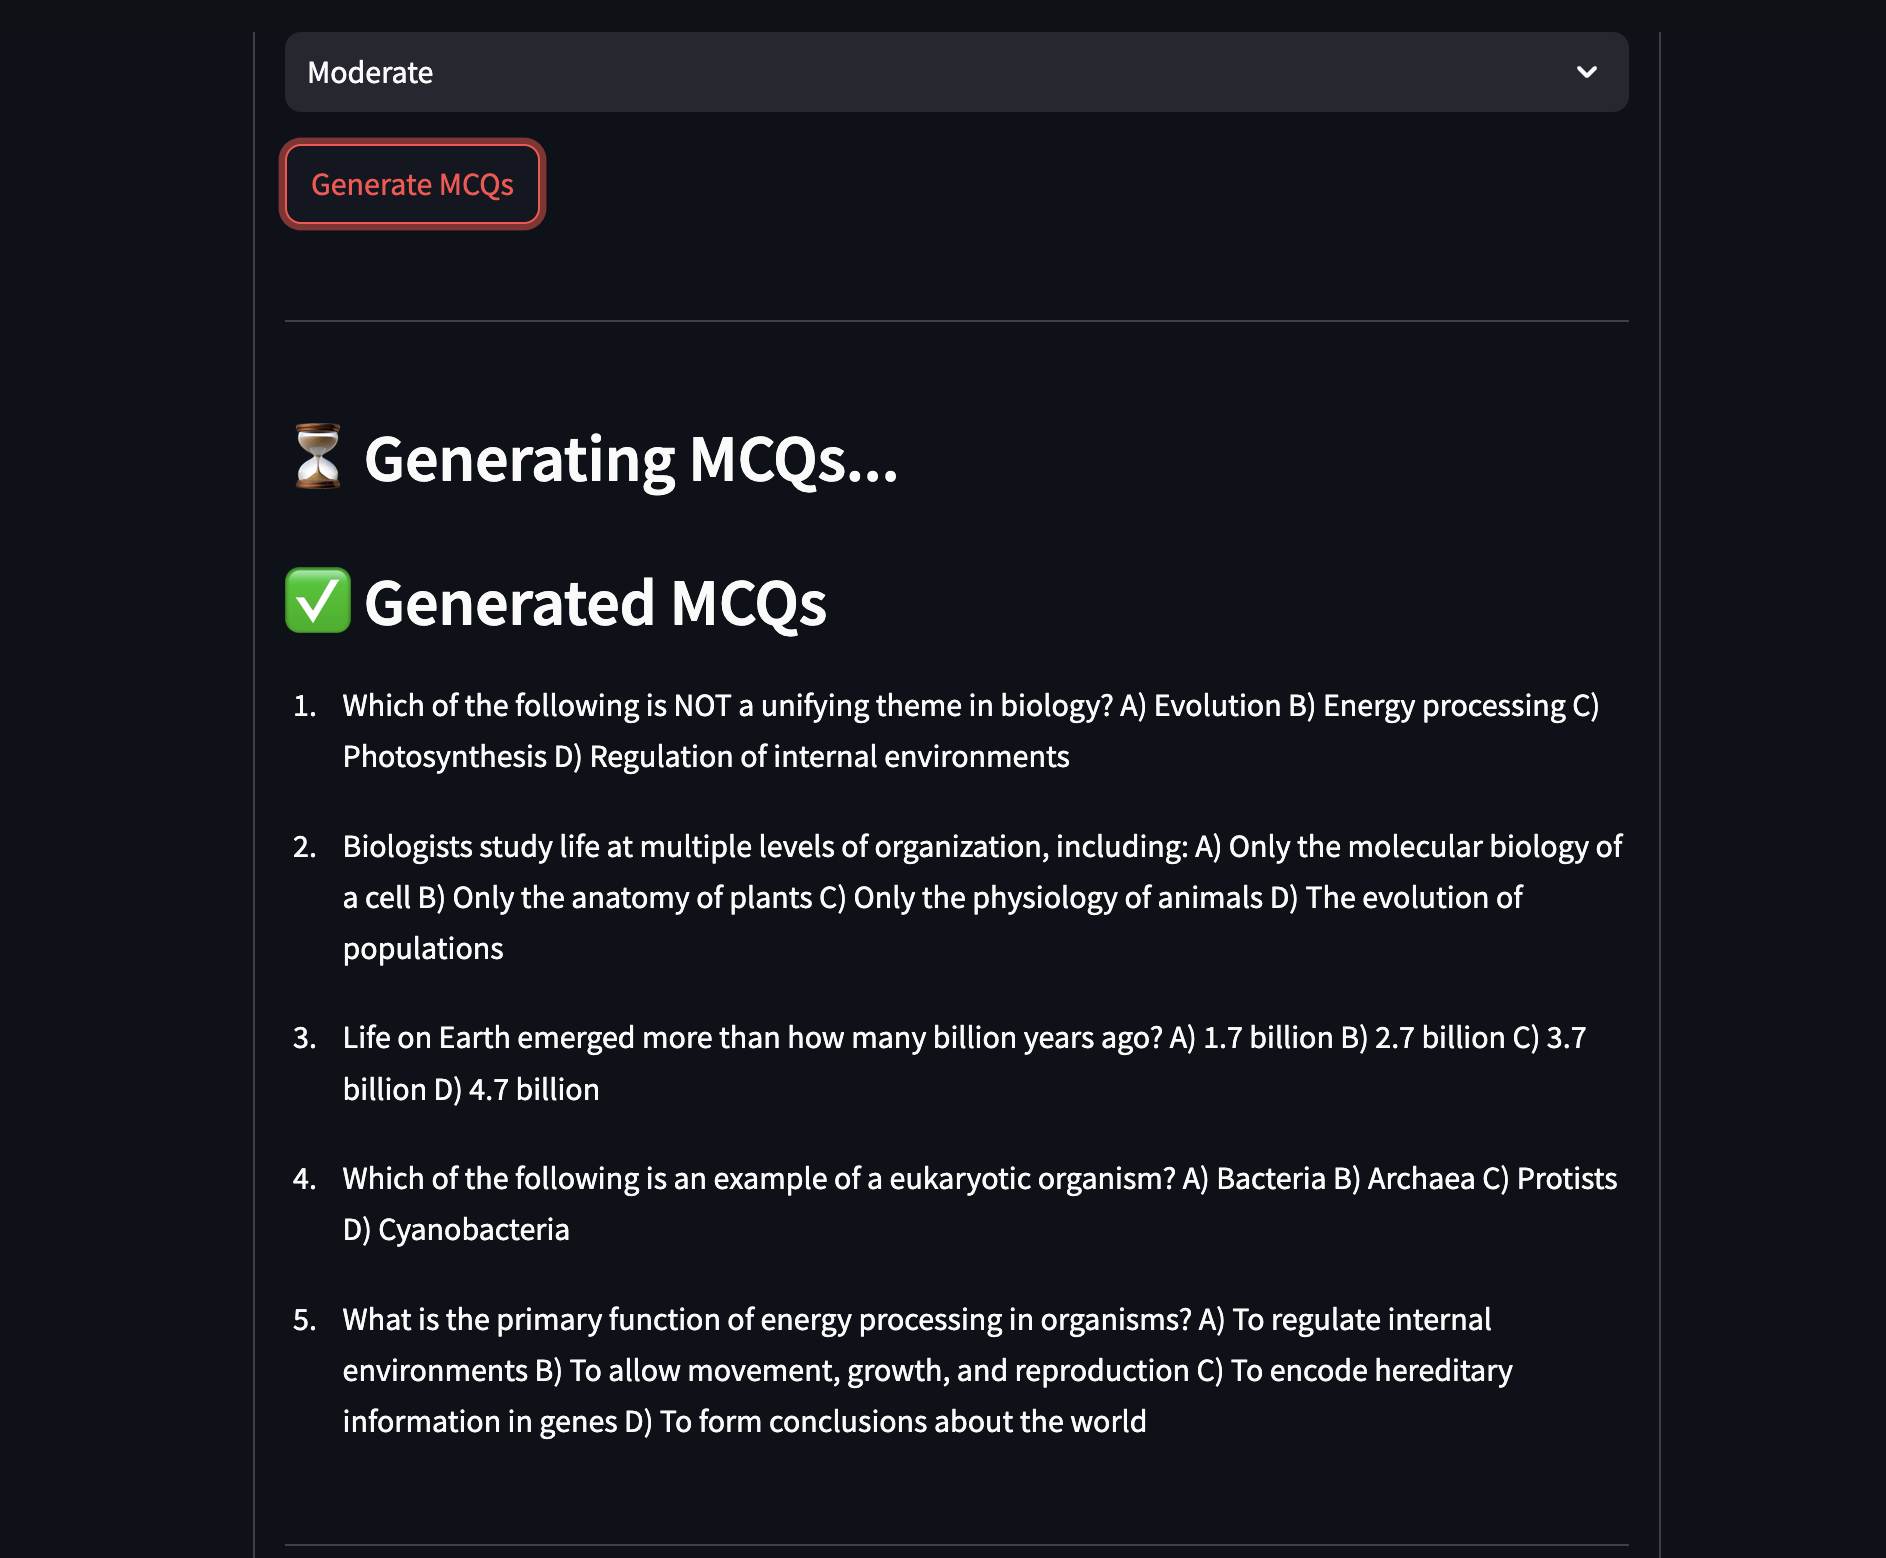 Moderate
Generate MCQs
Generating MCQs...
Generated MCQs
1. Which of the following is NOT a unifying theme in biology? A) Evolution B) Energy processing C)
Photosynthesis D) Regulation of internal environments
2. Biologists study life at multiple levels of organization, including: A) Only the molecular biology of
a cell B) Only the anatomy of plants C) Only the physiology of animals D) The evolution of
populations
3. Life on Earth emerged more than how many billion years ago? A) 1.7 billion B) 2.7 billion C) 3.7
billion D) 4.7 billion
4. Which of the following is an example of a eukaryotic organism? A) Bacteria B) Archaea C) Protists
D) Cyanobacteria
5. What is the primary function of energy processing in organisms? A) To regulate internal
environments B) To allow movement, growth, and reproduction C) To encode hereditary
information in genes D) To form conclusions about the world